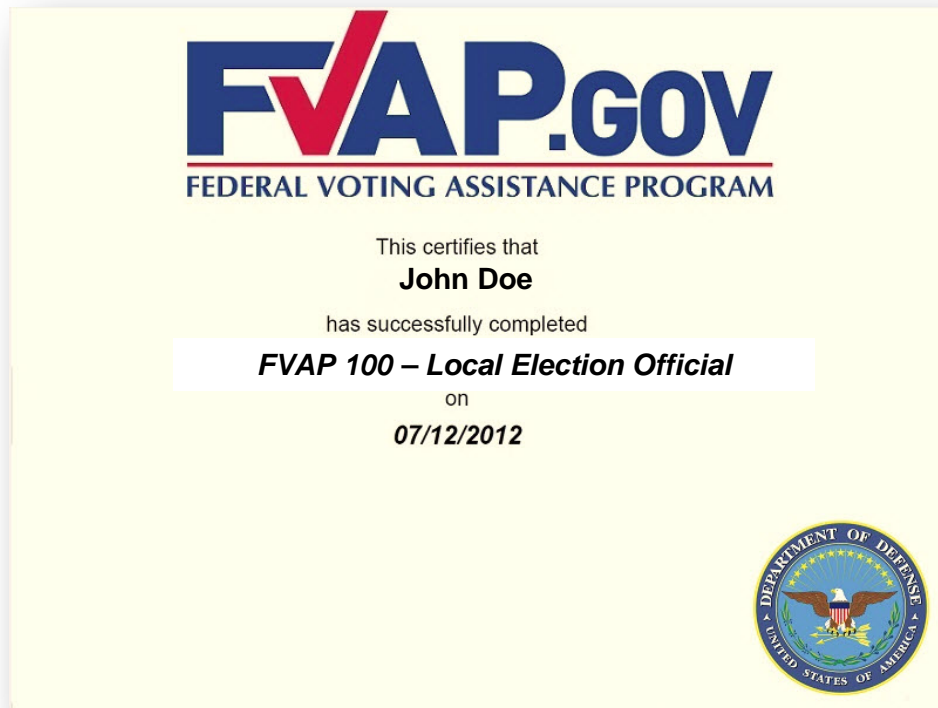 FVAP.GOV
FEDERAL VOTING ASSISTANCE PROGRAM
This certifies that
John Doe
has successfully completed
FVAP 100 – Local Election Official
on
07/12/2012
DEPARTMENT OF DEFENSE
UNITED STATES OF AMERICA